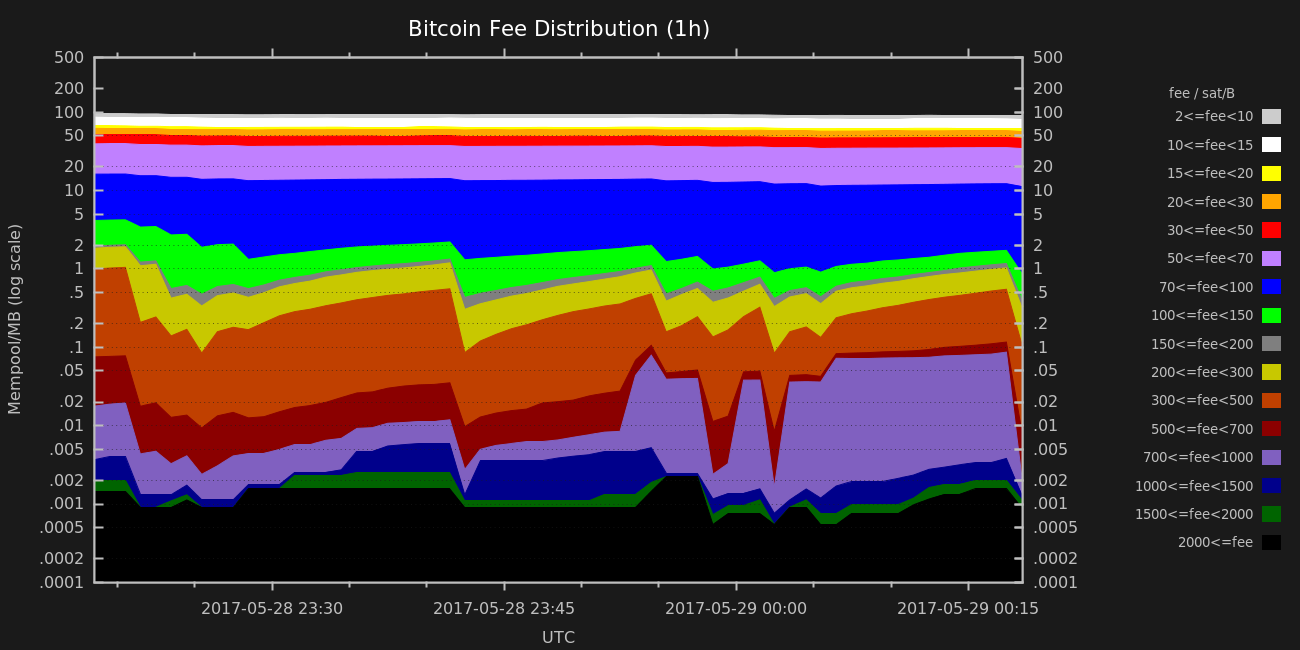 Bitcoin Fee Distribution (1h)
500 500
200 200
100 100
50 50
20 20
10 10
5 5
2 2
1 1
.5 .5
.2 .2
.1 .1
.05 .05
.02 .02
.01 .01
.005 .005
.002 .002
.001 .001
.0005 .0005
.0002 .0002
.0001 .0001
Mempool/MB (log scale)
fee / sat/B
2<=fee<10
10<=fee<15
15<=fee<20
20<=fee<30
30<=fee<50
50<=fee<70
70<=fee<100
100<=fee<150
150<=fee<200
200<=fee<300
300<=fee<500
500<=fee<700
700<=fee<1000
1000<=fee<1500
1500<=fee<2000
2000<=fee
2017-05-28 23:30 2017-05-28 23:45 2017-05-29 00:00 2017-05-29 00:15
UTC